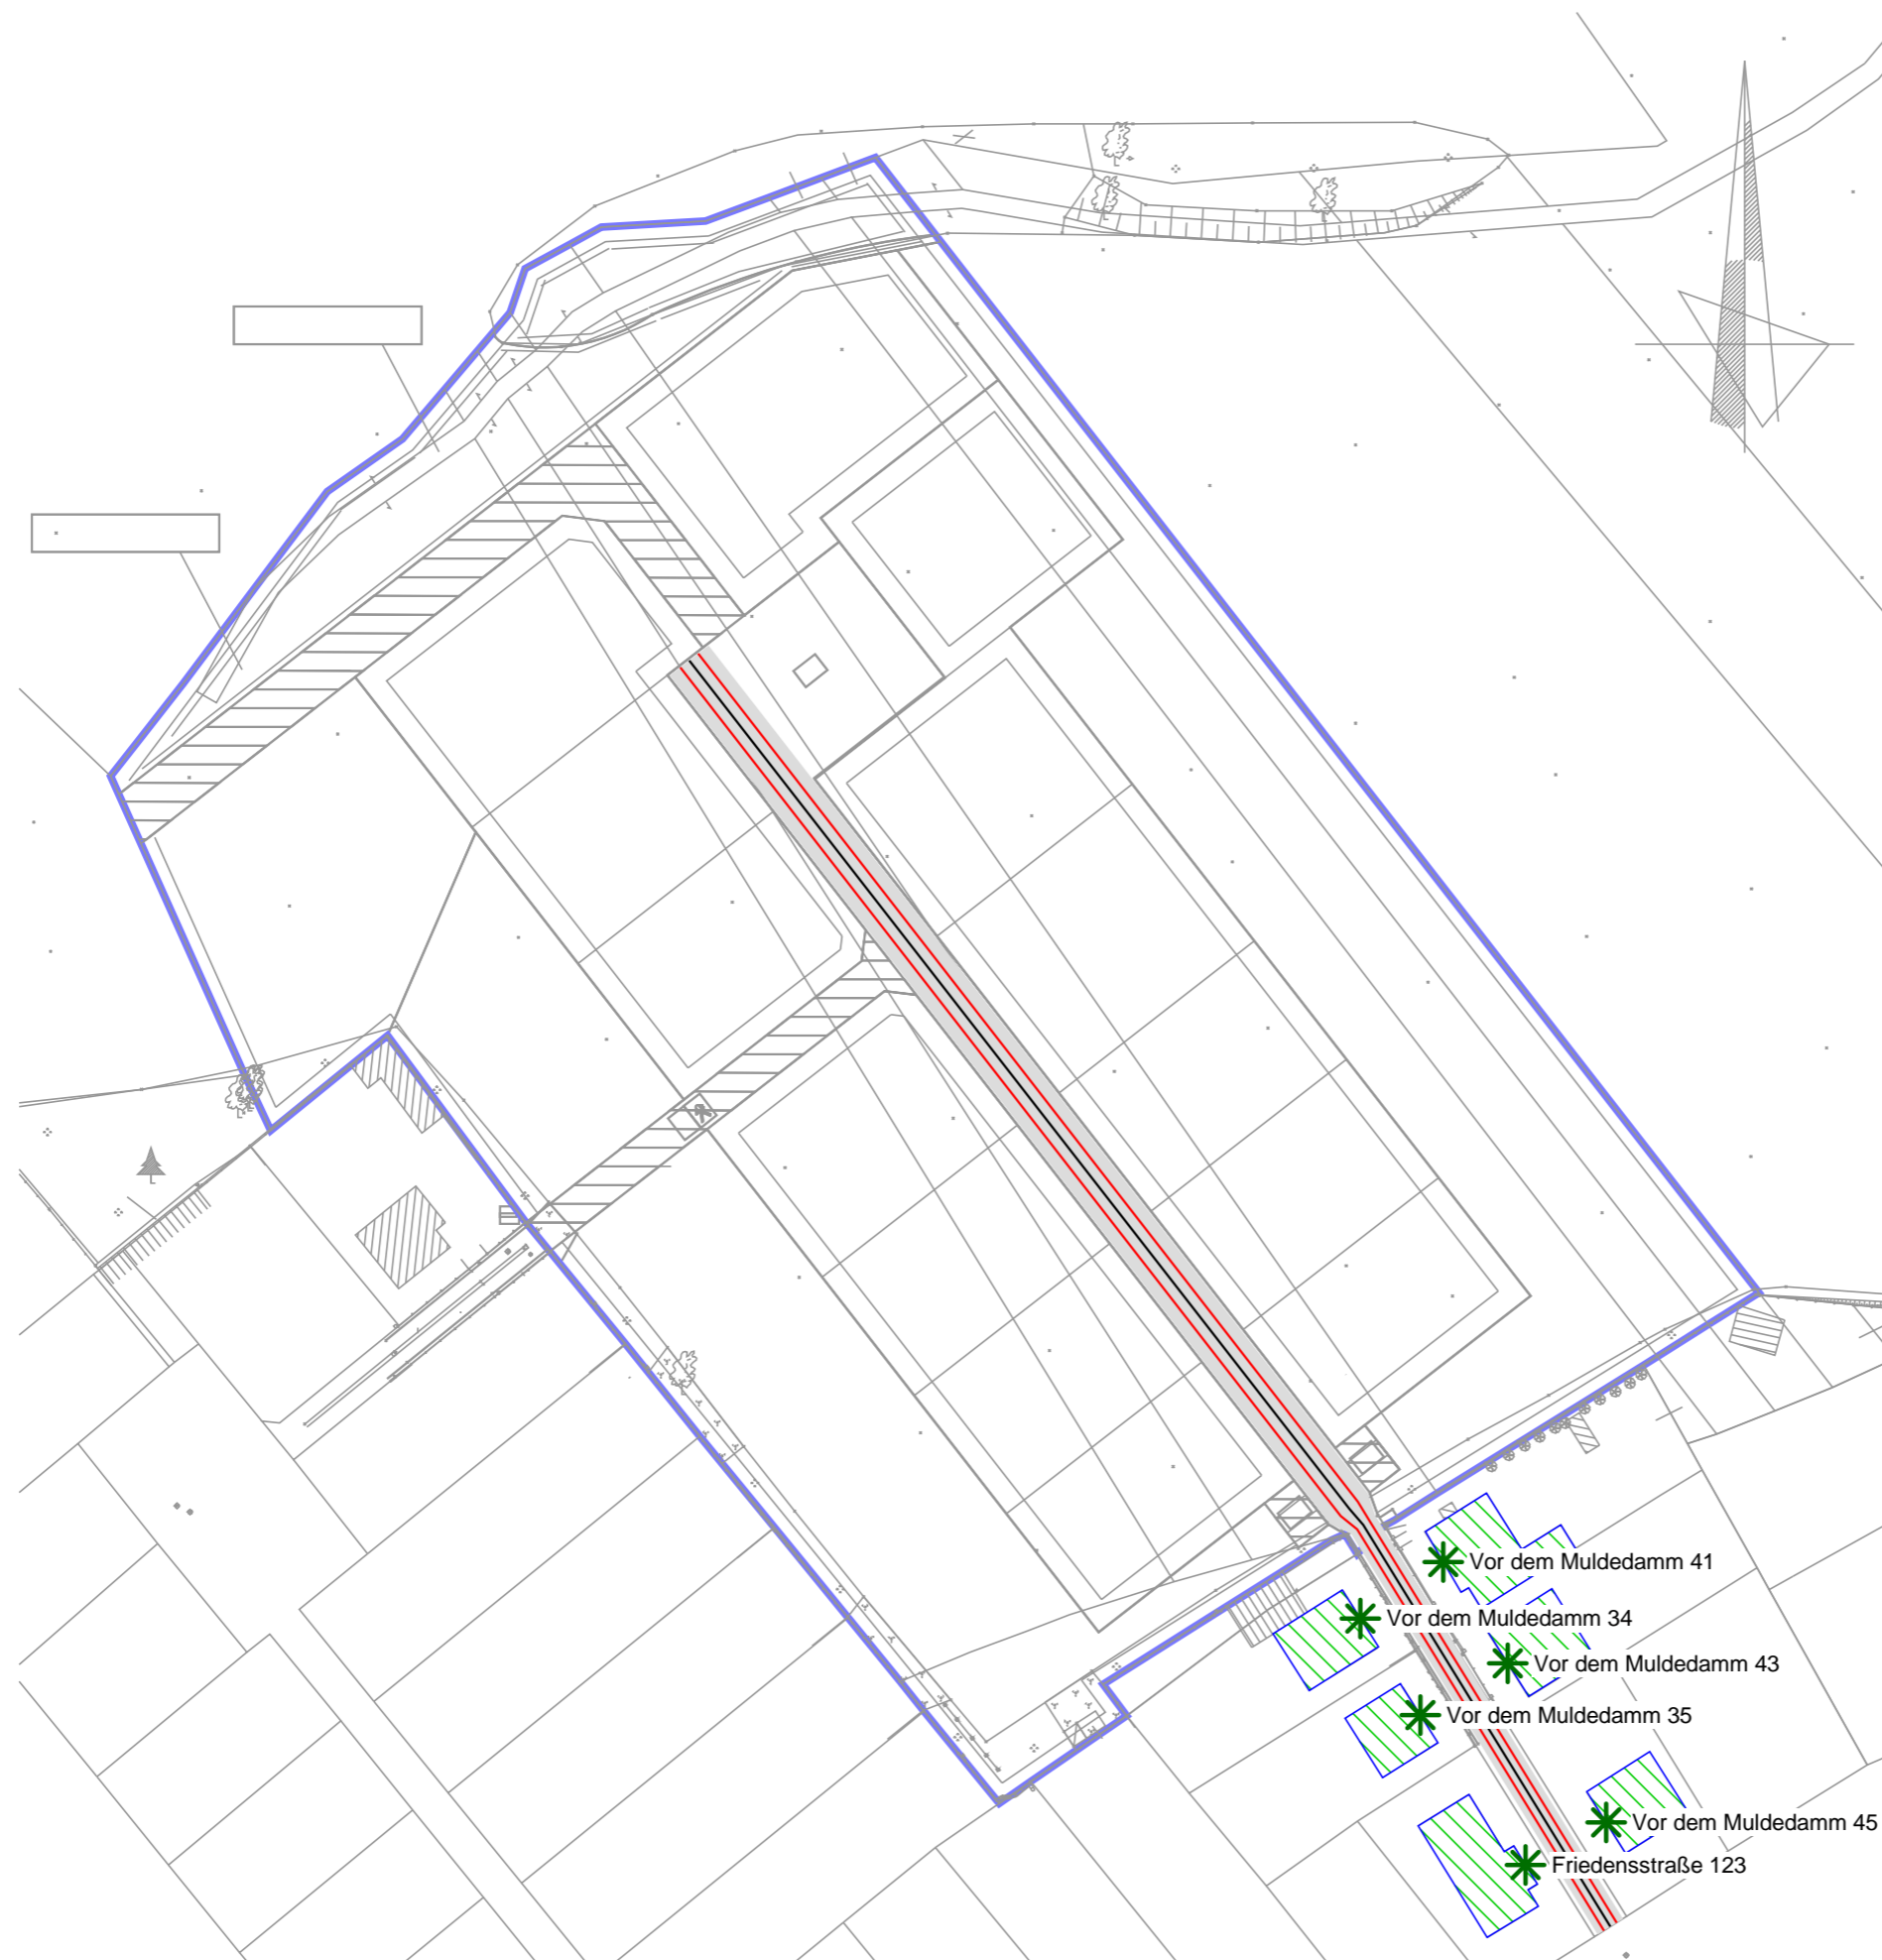 Vor dem Muldedamm 41
Vor dem Muldedamm 34
Vor dem Muldedamm 43
Vor dem Muldedamm 35
Vor dem Muldedamm 45
Friedensstraße 123